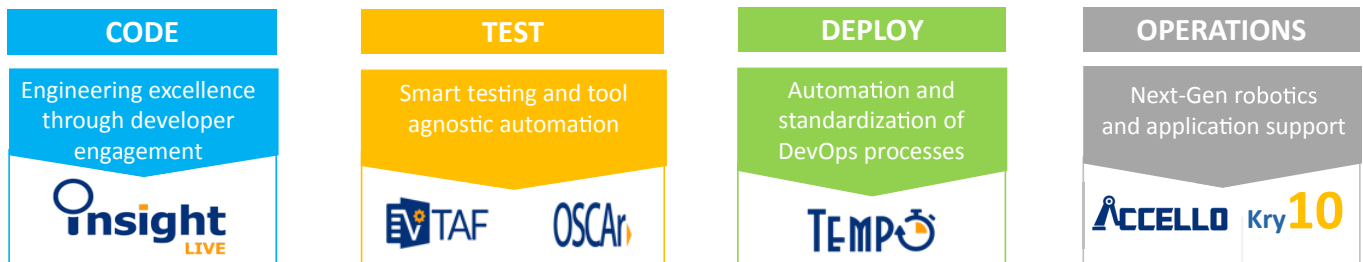 CODE
Engineering excellence
through developer
engagement
insight
LIVE
TEST
Smart testing and tool
agnostic automation
EVTAF
OSCAr
DEPLOY
Automation and
standardization of
DevOps processes
TEMPO
OPERATIONS
Next-Gen robotics
and application support
ACCELLO
Kry10